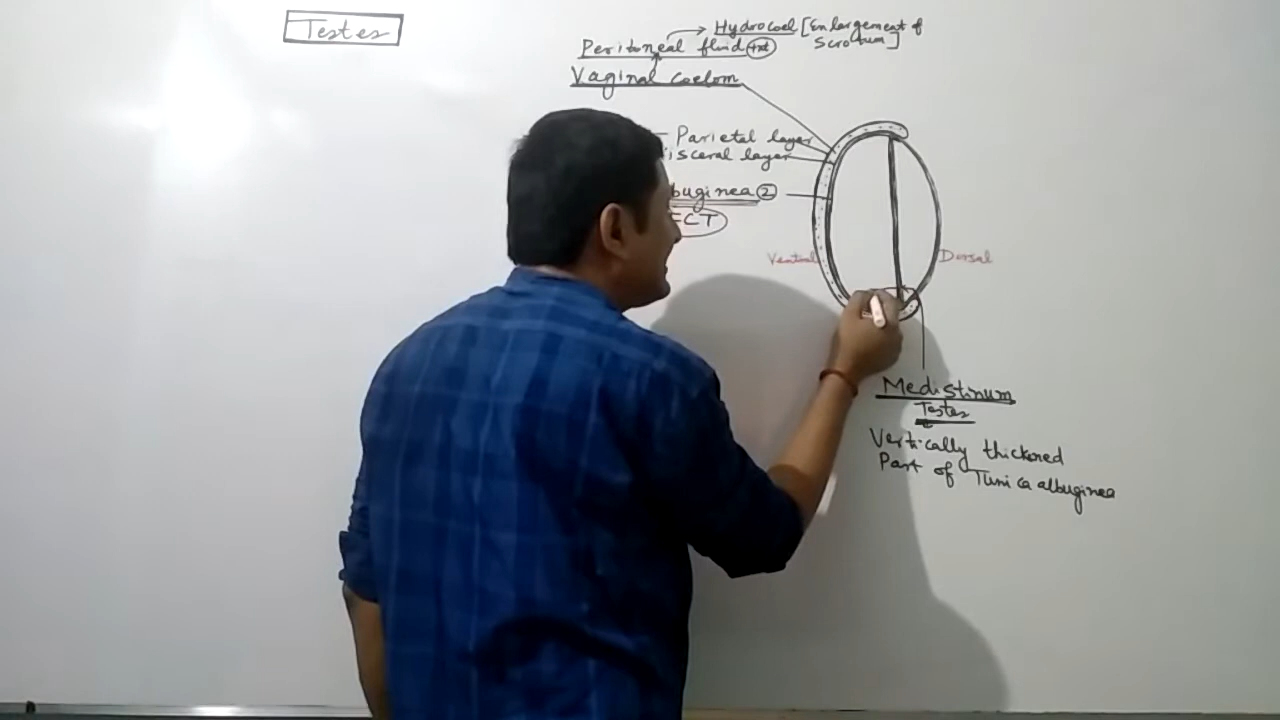 Testes
Hydrocoel [Enlargement of
Scrotum]
Peritoneal fluid
Vaginal Coelom
Parietal layer
isceral layer
buginea 2
FCT
Ventral
Dorsal
Medistinum
Testes
Vertically thickened
Part of Tunica albuginea